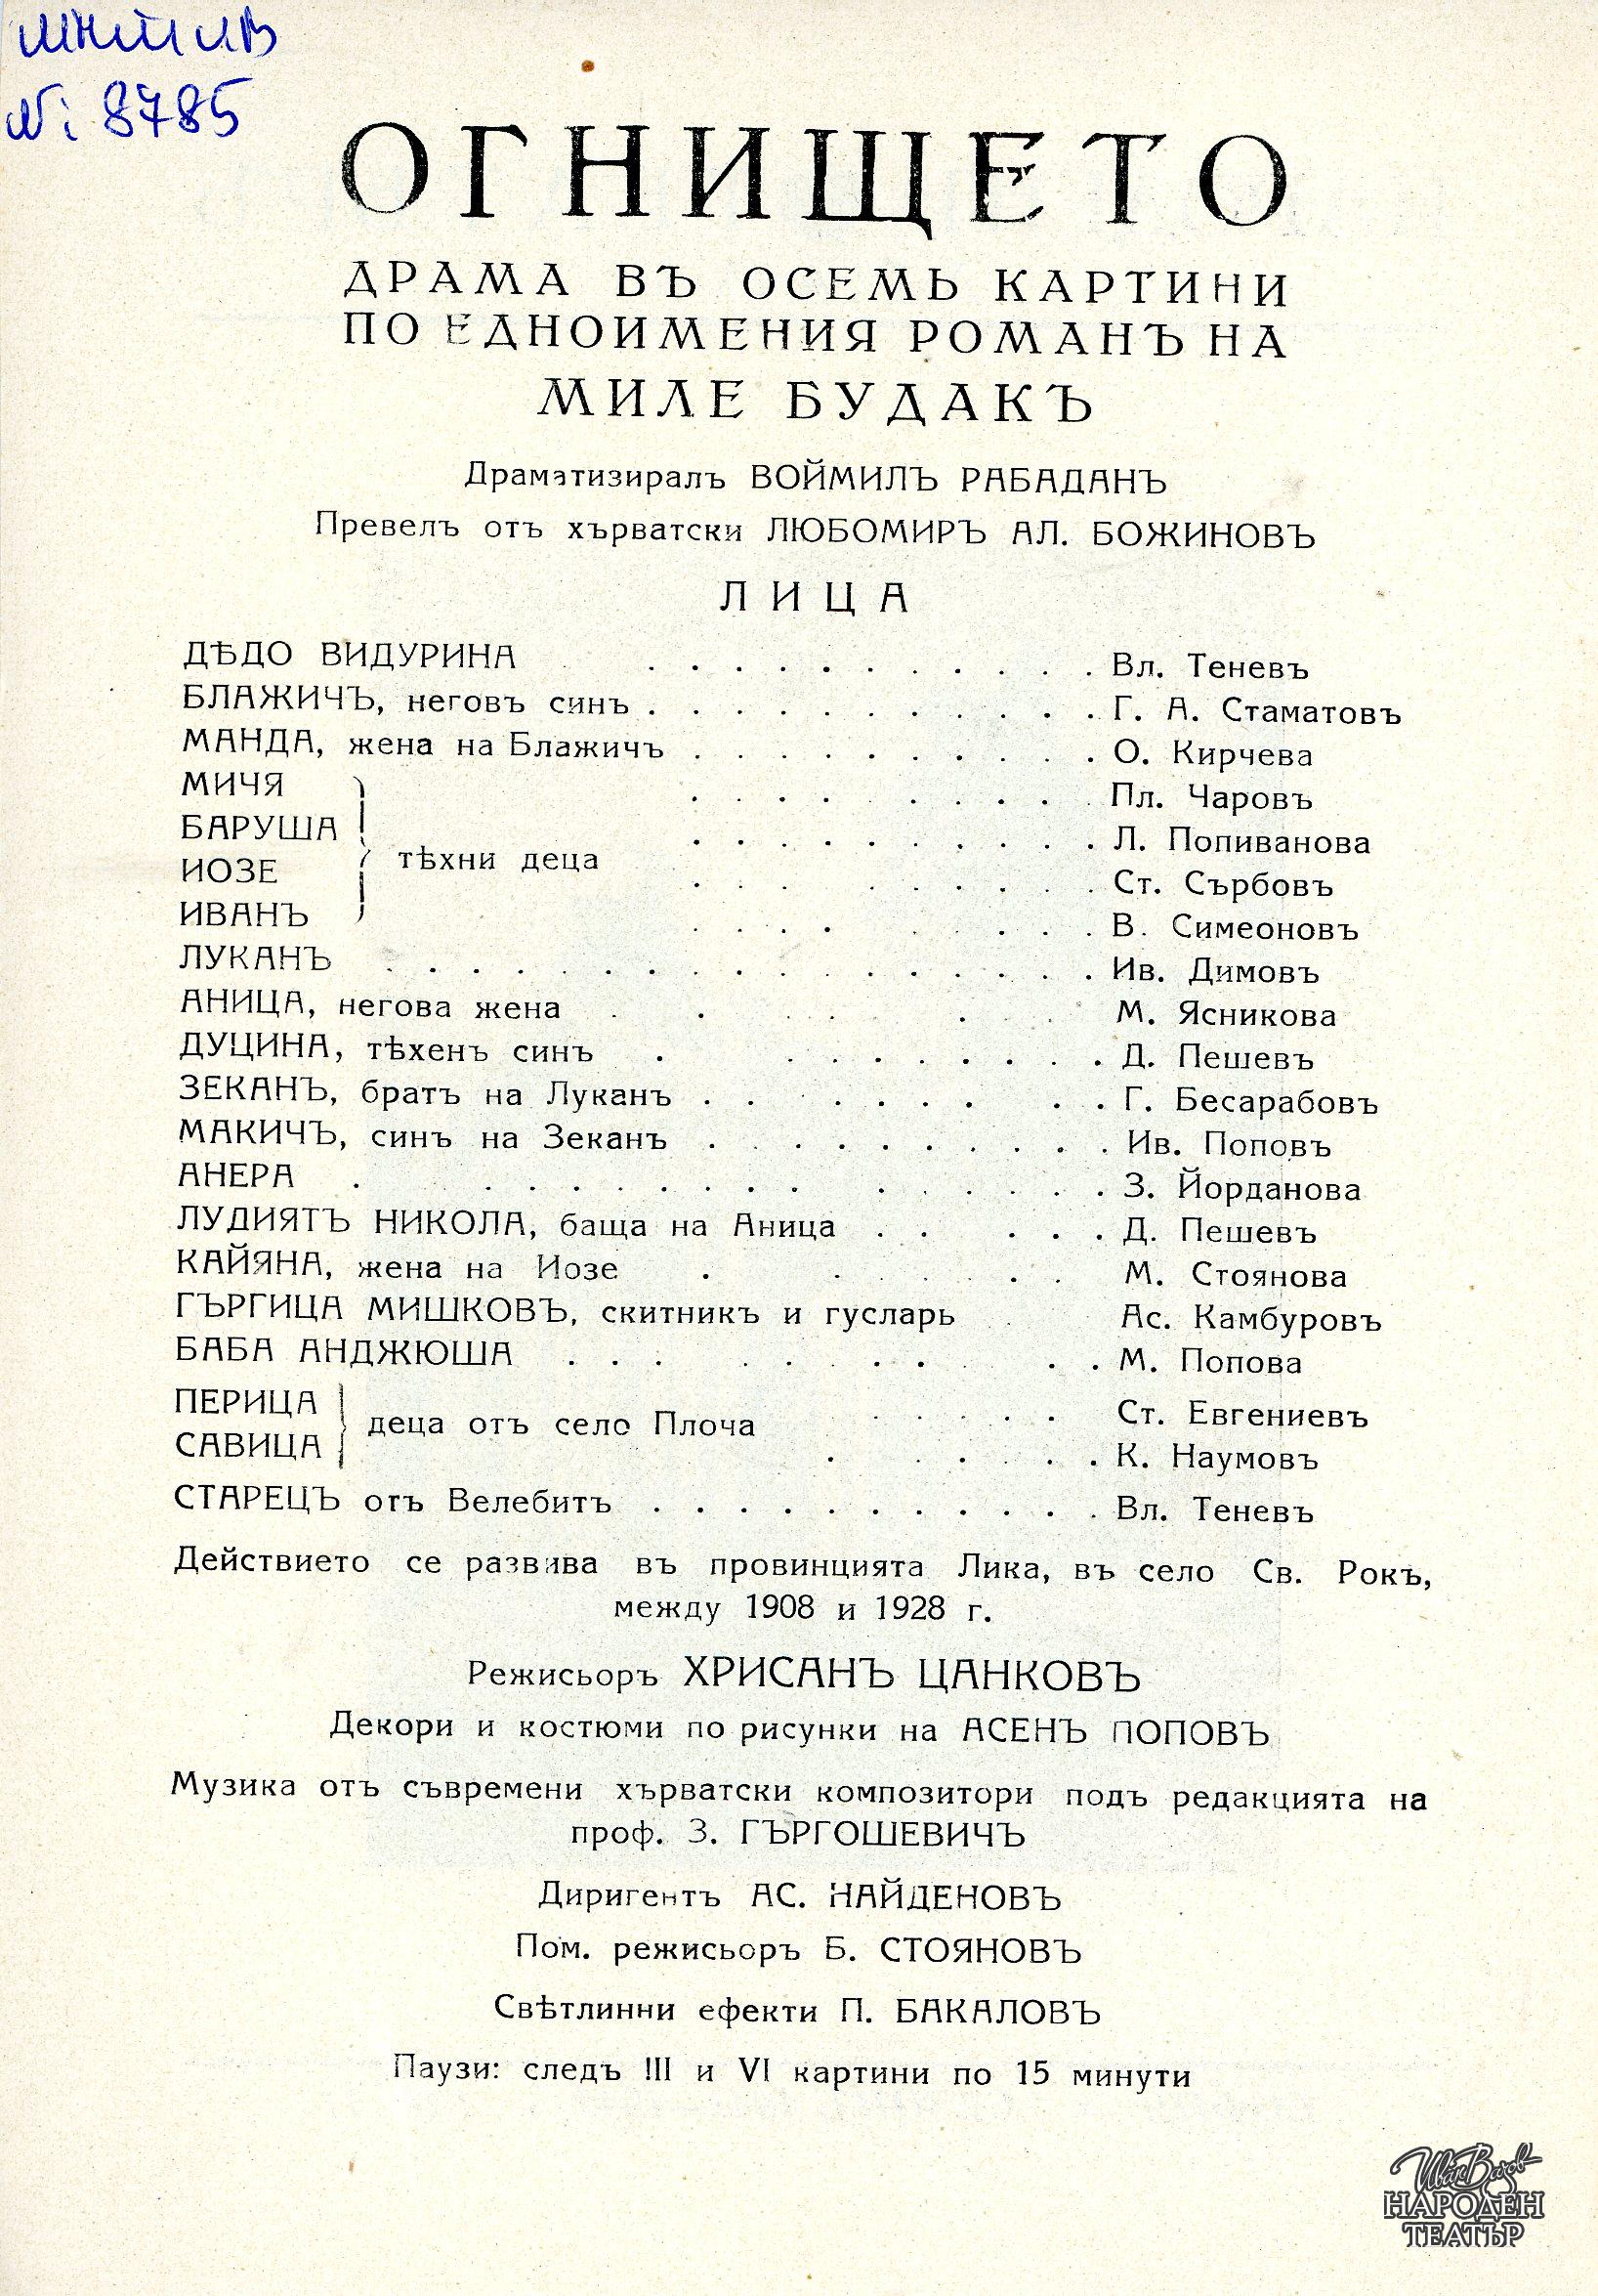 № 8785
ОГНИЩЕТО
ДРАМА ВЪ ОСЕМЬ КАРТИНИ
ПО ЕДНОИМЕНИЯ РОМАНЪ НА
МИЛЕ БУДАКЪ
Драматизиралъ ВОЙМИЛЪ РАБАДАНЪ
Превелъ отъ хърватски ЛЮБОМИРЪ АЛ. БОЖИНОВЪ
ЛИЦА
ДѢДО ВИДУРИНА . . . . . . . . . . . Вл. Теневъ
БЛАЖИЧЪ, неговъ синъ . . . . . . . . . . . Г. А. Стаматовъ
МАНДА, жена на Блажичъ . . . . . . . . . . О. Кирчева
МИЧЯ . . . . . . . . Пл. Чаровъ
БАРУША . . . . . . . . . . Л. Попиванова
тѣхни деца
ИОЗЕ . . . . . . . . . Ст. Сърбовъ
ИВАНЪ . . . . . . . . В. Симеоновъ
ЛУКАНЪ . . . . . . . . . . . . . . . . . Ив. Димовъ
АНИЦА, негова жена . . . . . . М. Ясникова
ДУЦИНА, тѣхенъ синъ . . . . . . . . . Д. Пешевъ
ЗЕКАНЪ, братъ на Луканъ . . . . . . . . . Г. Бесарабовъ
МАКИЧЪ, синъ на Зеканъ . . . . . . . . . . Ив. Поповъ
АНЕРА . . . . . . . . . . . . . . . З. Йорданова
ЛУДИЯТЪ НИКОЛА, баща на Аница . . . . . Д. Пешевъ
КАЙЯНА, жена на Иозе . . . . . . . М. Стоянова
ГЪРГИЦА МИШКОВЪ, скитникъ и гусларь Ас. Камбуровъ
БАБА АНДЖЮША . . . . . . . . . . . М. Попова
ПЕРИЦА . . . . . Ст. Евгениевъ
деца отъ село Плоча
САВИЦА . . . . . . К. Наумовъ
СТАРЕЦЪ отъ Велебитъ . . . . . . . . . . . Вл. Теневъ
Действието се развива въ провинцията Лика, въ село Св. Рокъ,
между 1908 и 1928 г.
Режисьоръ ХРИСАНЪ ЦАНКОВЪ
Декори и костюми по рисунки на АСЕНЪ ПОПОВЪ
Музика отъ съвремени хърватски композитори подъ редакцията на
проф. З. ГЪРГОШЕВИЧЪ
Диригентъ АС. НАЙДЕНОВЪ
Пом. режисьоръ Б. СТОЯНОВЪ
Свѣтлинни ефекти П. БАКАЛОВЪ
Паузи: следъ III и VI картини по 15 минути
Иван Вазов
НАРОДЕН
ТЕАТЪР